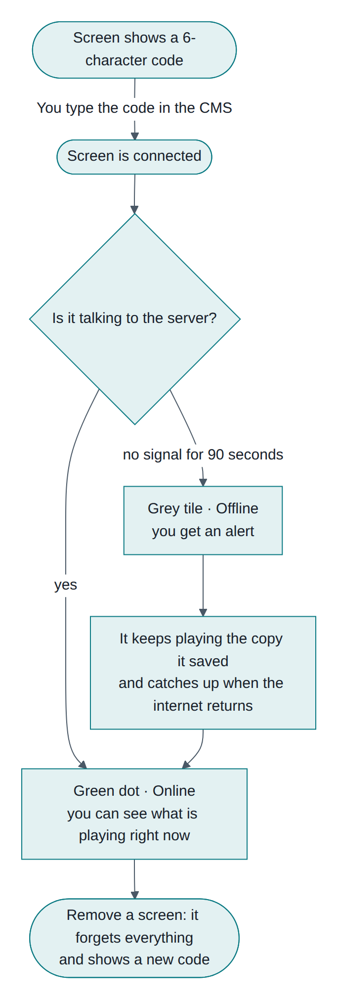 Screen shows a 6-
character code
You type the code in the CMS
Screen is connected
Is it talking to the server?
no signal for 90 seconds
Grey tile · Offline
you get an alert
yes
It keeps playing the copy
it saved
and catches up when the
internet returns
Green dot · Online
you can see what is
playing right now
Remove a screen: it
forgets everything
and shows a new code